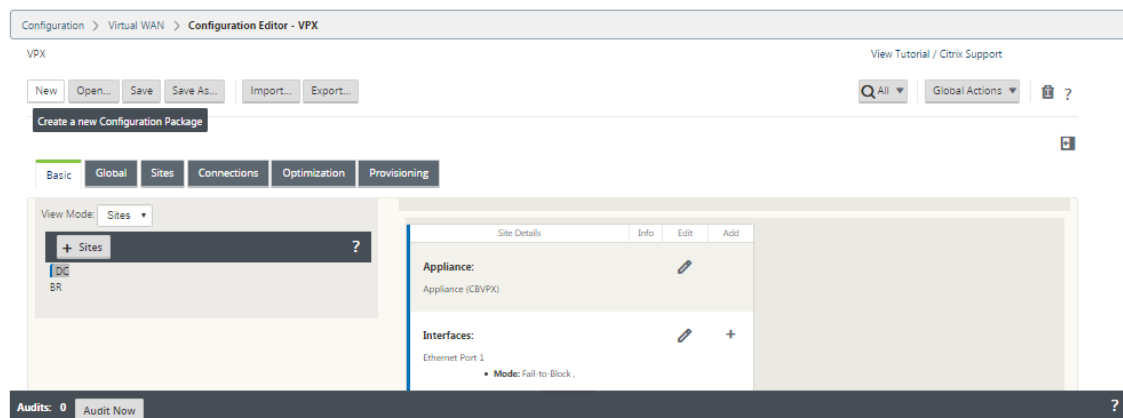 Configuration > Virtual WAN > Configuration Editor - VPX
VPX
View Tutorial / Citrix Support
New Open... Save Save As... Import... Export... All Global Actions ?
Create a new Configuration Package
Basic Global Sites Connections Optimization Provisioning
View Mode: Sites
+ Sites ?
DC
BR
Site Details Info Edit Add
Appliance:
Appliance (CBVPX)
Interfaces: +
Ethernet Port 1
• Mode: Fail-to-Block ,
Audits: 0 Audit Now ?